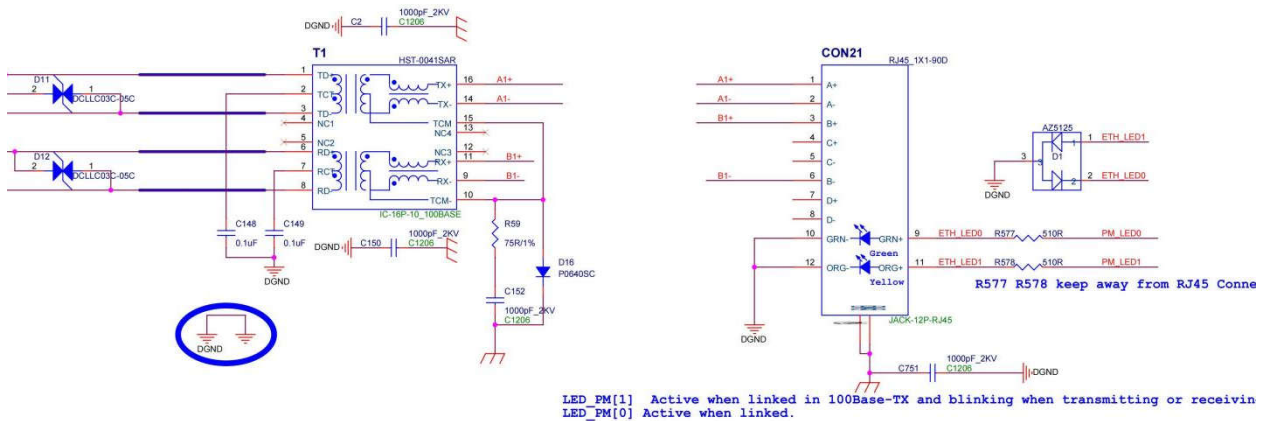 1000pF_2KV
DGND C2 C1206
T1
HST-0041SAR
D11
2 1
DCLLC03C-05C
1 TD+ TX+ 16 A1+
2 TCT TX- 14 A1-
3 TD- TCM 15
4 NC1 NC4 13
5 NC2 NC3 12
6 RD+ RX+ 11 B1+
7 RCT RX- 9 B1-
8 RD- TCM- 10
D12
2 1
DCLLC03C-05C
IC-16P-10_100BASE
C148
0.1uF
C149
0.1uF
DGND
1000pF_2KV
DGND C150 C1206
R59
75R/1%
D16
P0640SC
C152
1000pF_2KV
C1206
DGND
CON21
RJ45_1X1-90D
A1+ 1 A+
A1- 2 A-
B1+ 3 B+
4 C+
5 C-
B1- 6 B-
7 D+
8 D-
10 GRN- GRN+ 9 ETH_LED0 R577 510R PM_LED0
Green
12 ORG- ORG+ 11 ETH_LED1 R578 510R PM_LED1
Yellow
R577 R578 keep away from RJ45 Conne
JACK-12P-RJ45
DGND
AZ5125
1 1 ETH_LED1
3 3 D1
2 2 ETH_LED0
DGND
1000pF_2KV
C751 C1206 DGND
LED_PM[1] Active when linked in 100Base-TX and blinking when transmitting or receivin
LED_PM[0] Active when linked.